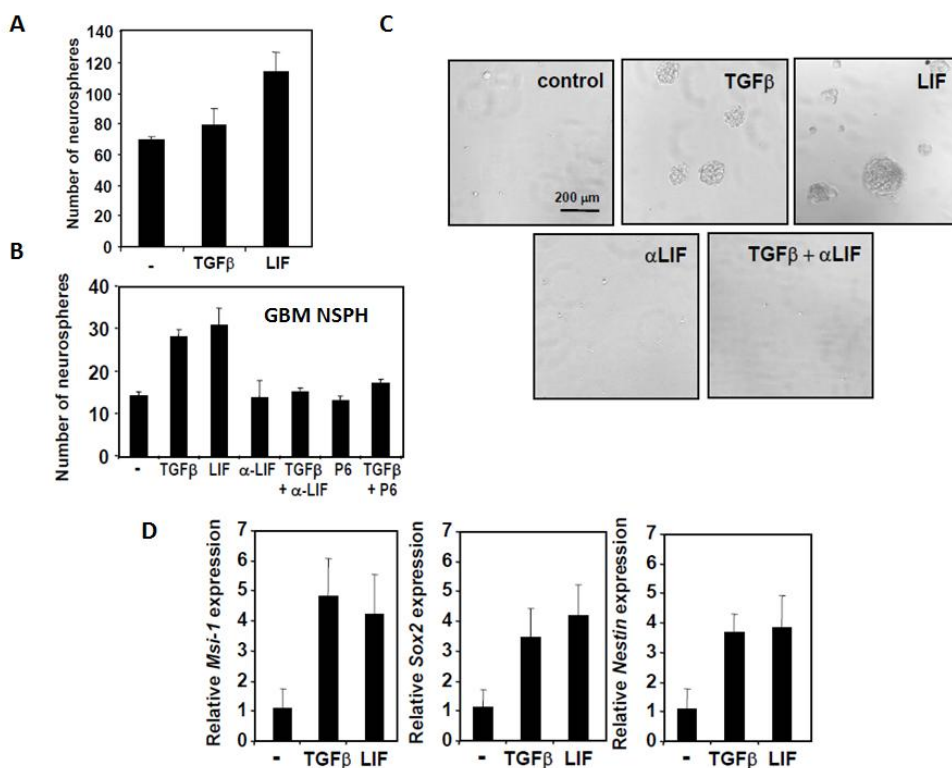 A
Number of neurospheres
140
120
100
80
60
40
20
0
- TGFβ LIF
B
Number of neurospheres
40
30
20
10
0
GBM NSPH
- TGFβ LIF α-LIF TGFβ P6 TGFβ
+ α-LIF + P6
C
control
200 μm
TGFβ
LIF
αLIF
TGFβ + αLIF
D
Relative Msi-1 expression
7
6
5
4
3
2
1
0
- TGFβ LIF
Relative Sox2 expression
7
6
5
4
3
2
1
0
- TGFβ LIF
Relative Nestin expression
7
6
5
4
3
2
1
0
- TGFβ LIF